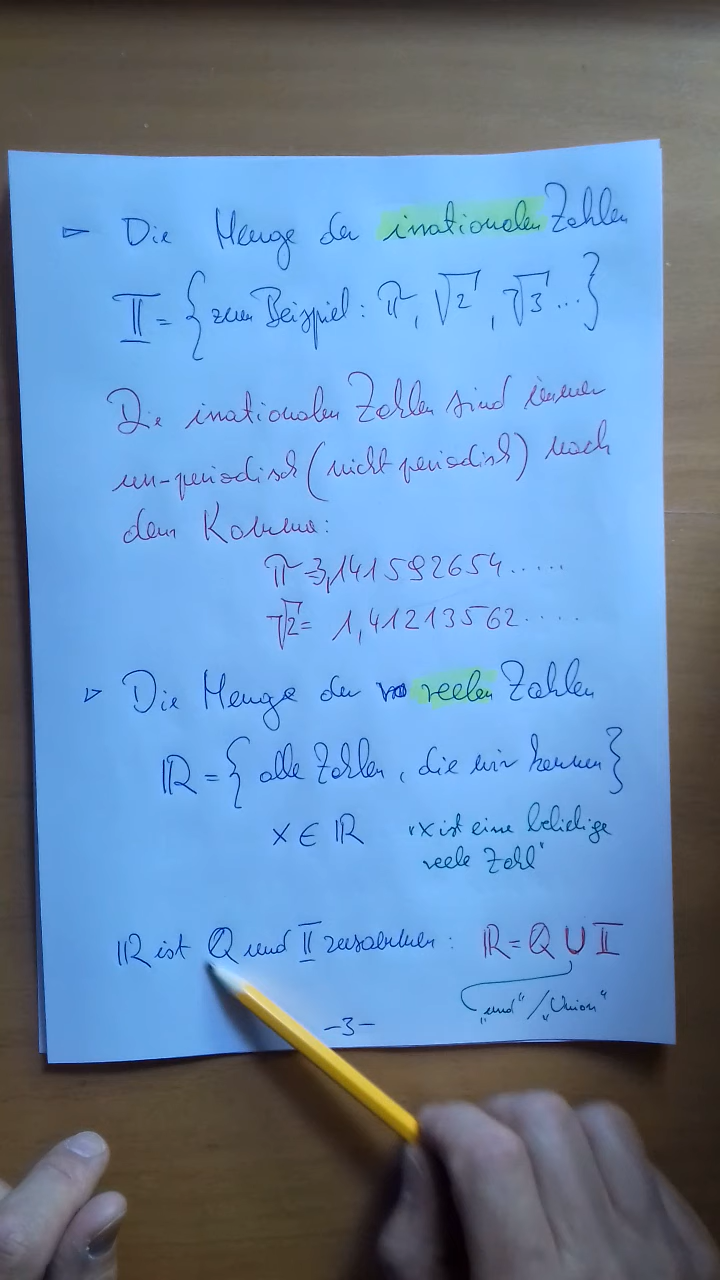 ▷ Die Menge der irrationalen Zahlen
𝕀 = { zum Beispiel: π, √2, √3 ... }
Die irrationalen Zahlen sind immer
un-periodisch (nicht periodisch) nach
dem Komma:
π=3,141592654.....
√2= 1,41213562.....
▷ Die Menge der reelen Zahlen
ℝ = { alle Zahlen, die wir kennen }
x ∈ ℝ "x ist eine beliebige
reele Zahl"
ℝ ist ℚ und 𝕀 zusammen: ℝ=ℚ ∪ 𝕀
"und"/"Union"
-3-